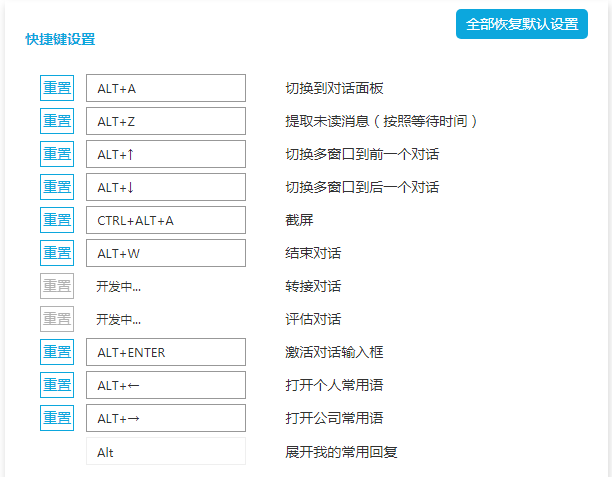 全部恢复默认设置
快捷键设置
重置 ALT+A 切换到对话面板
重置 ALT+Z 提取未读消息（按照等待时间）
重置 ALT+↑ 切换多窗口到前一个对话
重置 ALT+↓ 切换多窗口到后一个对话
重置 CTRL+ALT+A 截屏
重置 ALT+W 结束对话
重置 开发中... 转接对话
重置 开发中... 评估对话
重置 ALT+ENTER 激活对话输入框
重置 ALT+← 打开个人常用语
重置 ALT+→ 打开公司常用语
Alt 展开我的常用回复